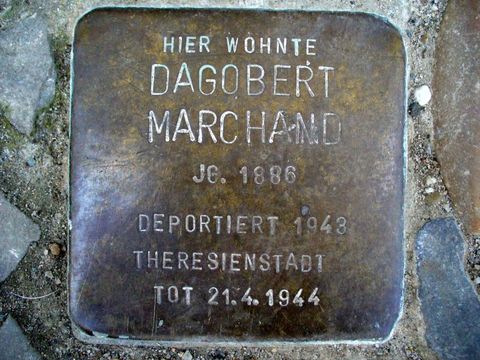 HIER WOHNTE
DAGOBERT
MARCHAND
JG. 1886
DEPORTIERT 1943
THERESIENSTADT
TOT 21.4.1944